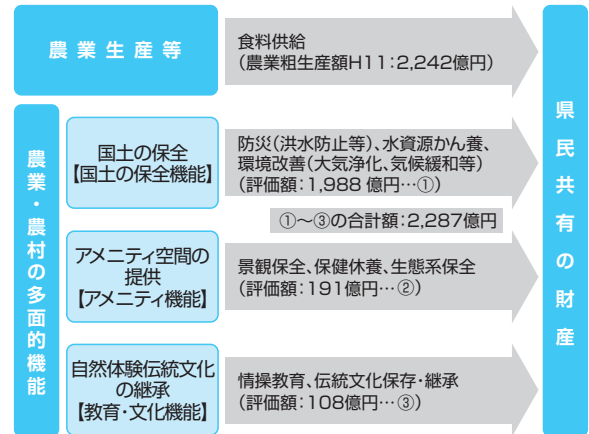 農業生産等
食料供給
（農業粗生産額H11：2,242億円）
農業・農村の多面的機能
国土の保全
【国土の保全機能】
防災（洪水防止等）、水資源かん養、
環境改善（大気浄化、気候緩和等）
（評価額：1,988 億円…①）
①〜③の合計額：2,287億円
アメニティ空間の
提供
【アメニティ機能】
景観保全、保健休養、生態系保全
（評価額：191億円…②）
自然体験伝統文化
の継承
【教育・文化機能】
情操教育、伝統文化保存・継承
（評価額：108億円…③）
県民共有の財産